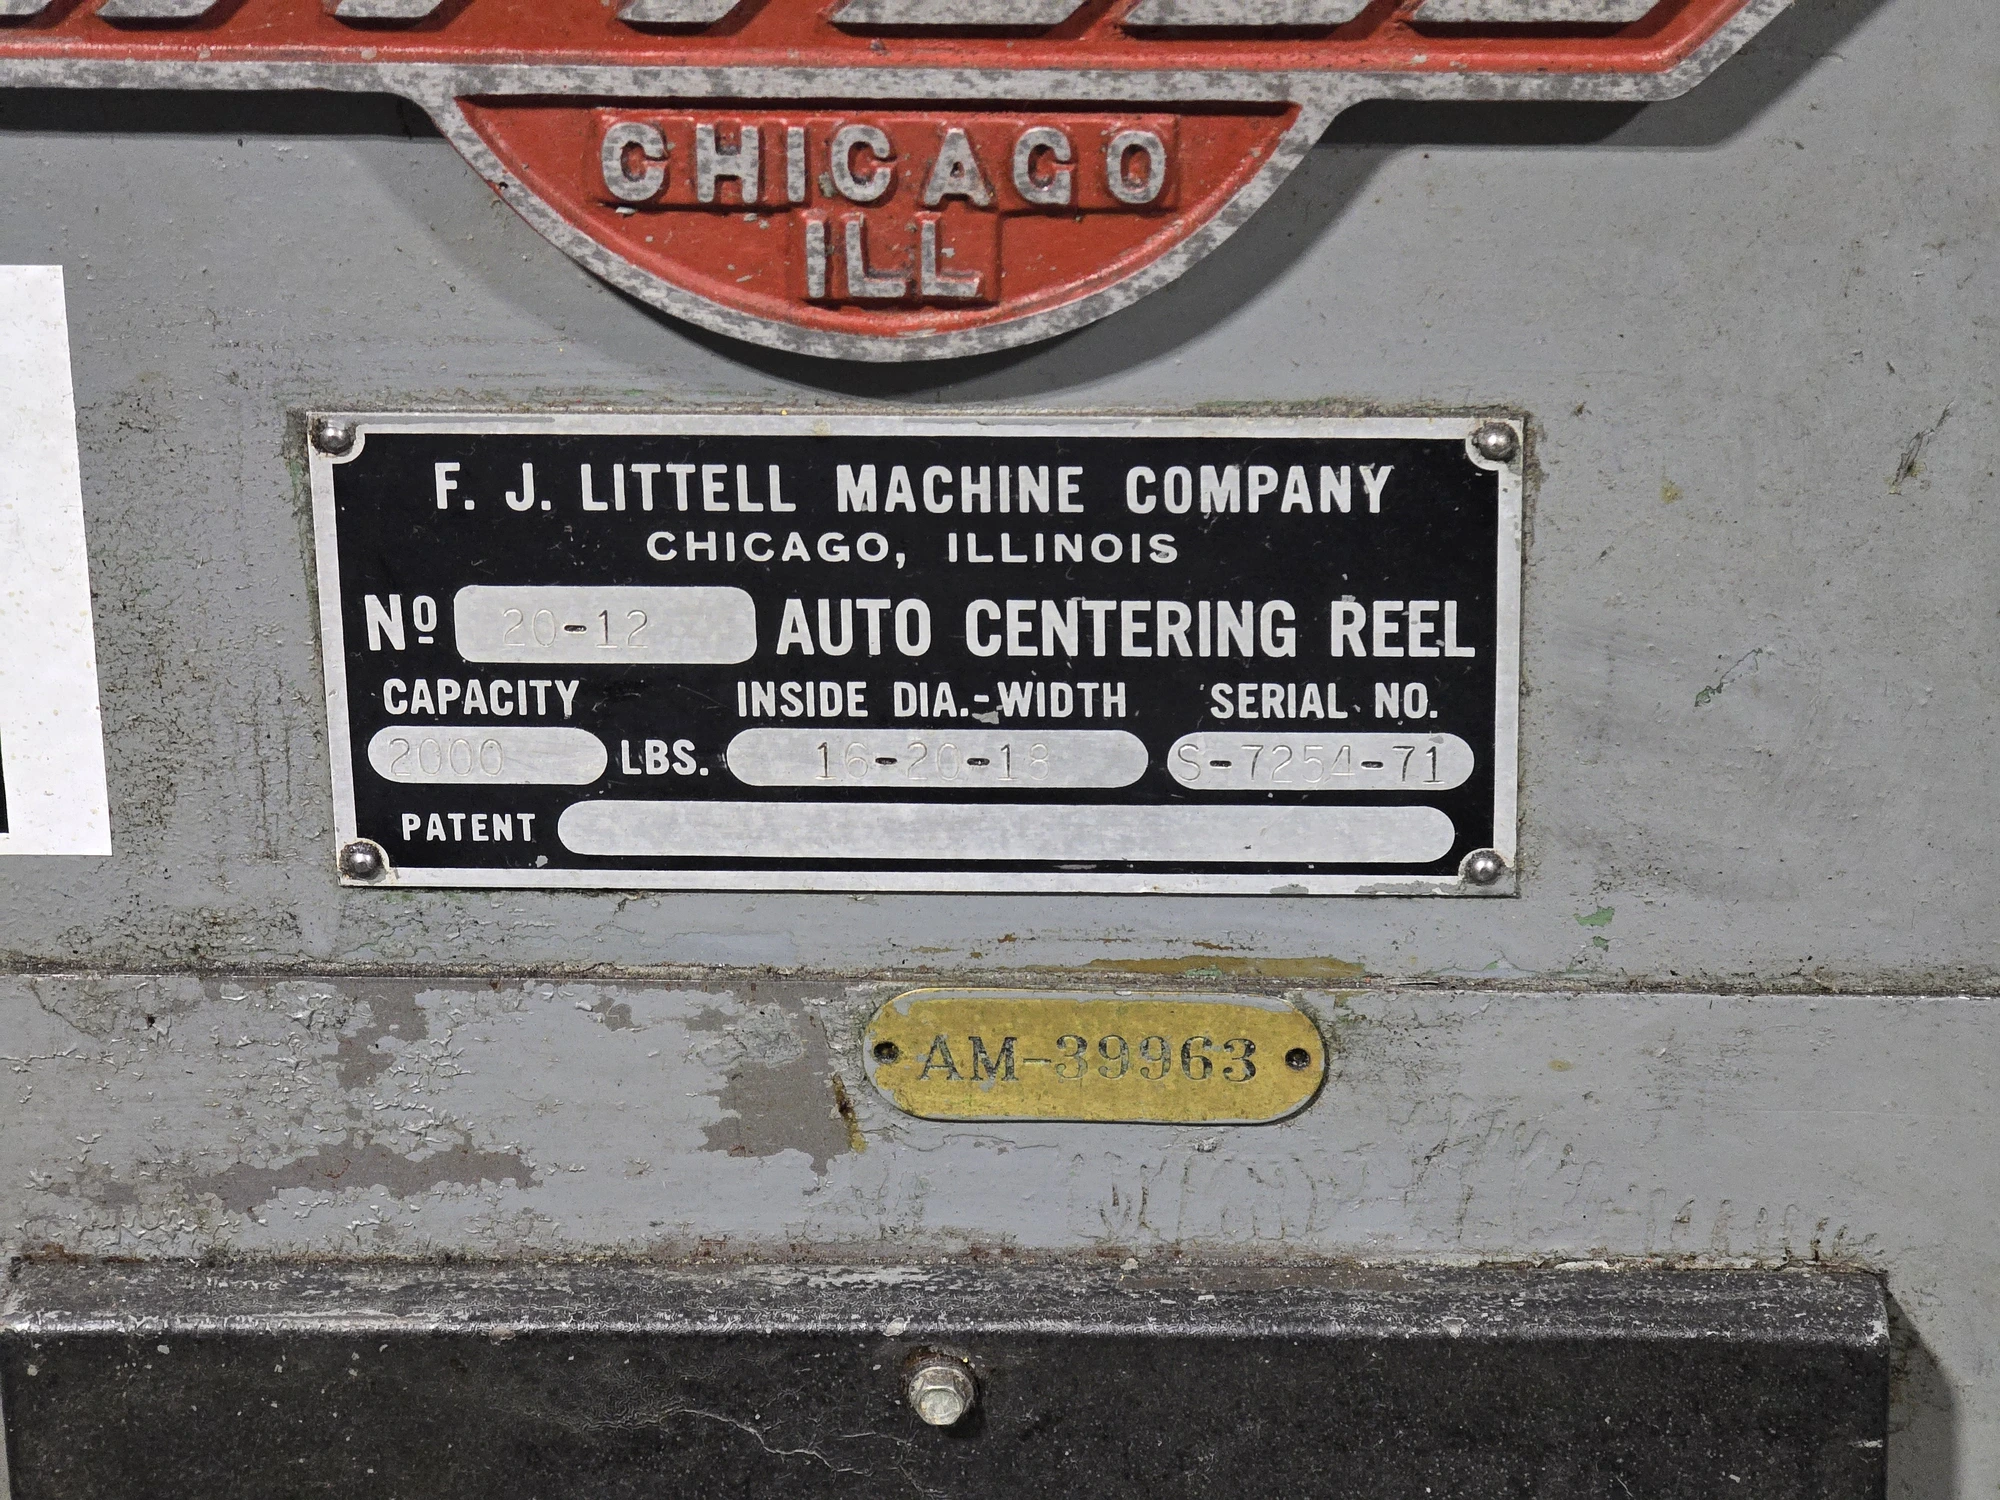 CHICAGO
ILL
F. J. LITTELL MACHINE COMPANY
CHICAGO, ILLINOIS
Nº 20-12 AUTO CENTERING REEL
CAPACITY INSIDE DIA.-WIDTH SERIAL NO.
2000 LBS. 16-20-18 S-7254-71
PATENT
AM-39963